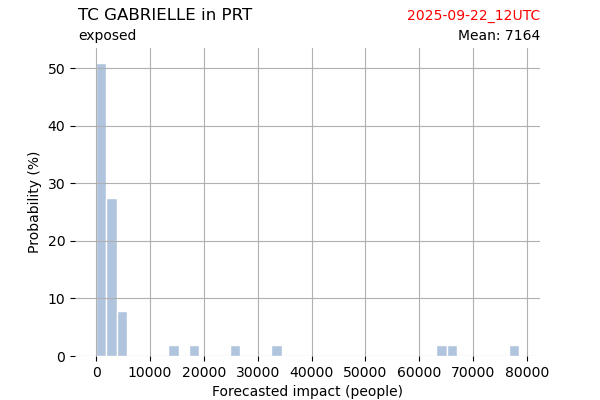 TC GABRIELLE in PRT
2025-09-22_12UTC
exposed
Mean: 7164
50
40
30
20
10
0
Probability (%)
0 10000 20000 30000 40000 50000 60000 70000 80000
Forecasted impact (people)